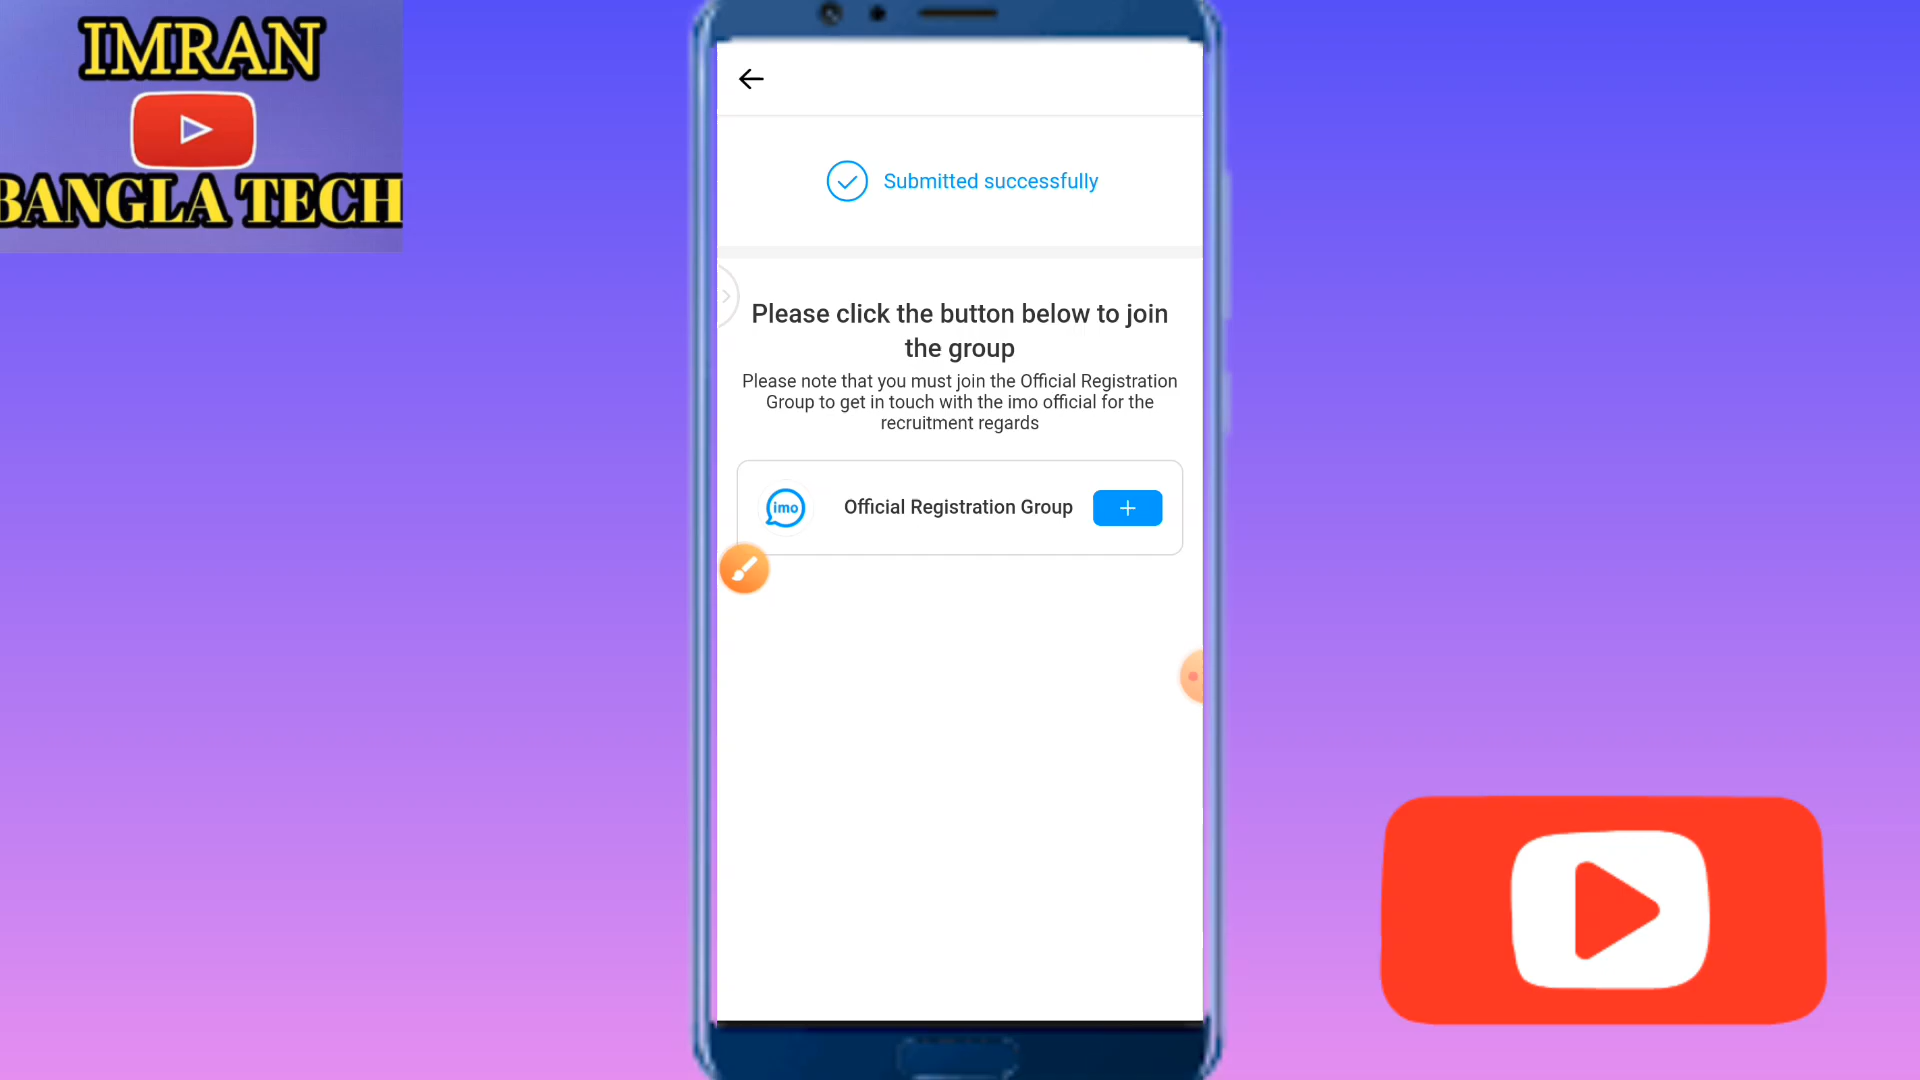 IMRAN
BANGLA TECH
Submitted successfully
Please click the button below to join
the group
Please note that you must join the Official Registration
Group to get in touch with the imo official for the
recruitment regards
imo
Official Registration Group